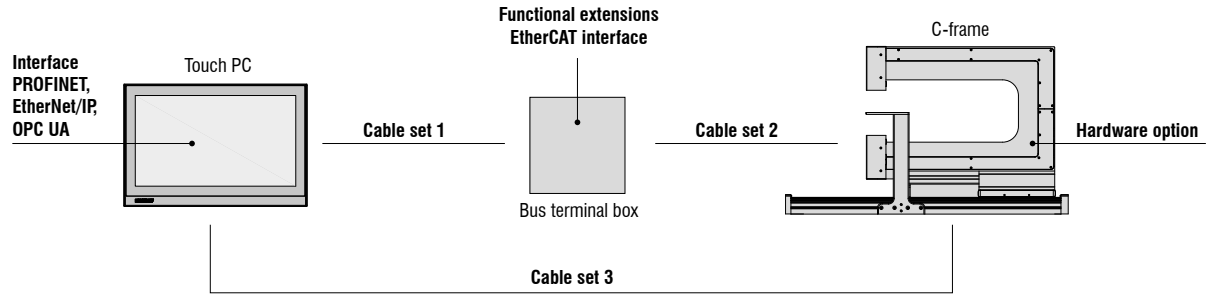 Functional extensions
EtherCAT interface
C-frame
Interface
PROFINET,
EtherNet/IP,
OPC UA
Touch PC
Cable set 1
Cable set 2
Hardware option
Bus terminal box
Cable set 3